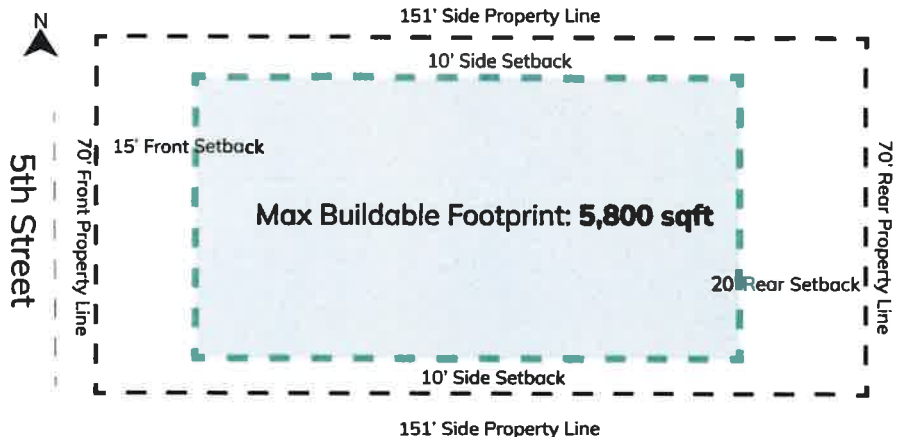 151' Side Property Line
N
10' Side Setback
15' Front Setback
5th Street
70' Front Property Line
Max Buildable Footprint: 5,800 sqft
70' Rear Property Line
20' Rear Setback
10' Side Setback
151' Side Property Line